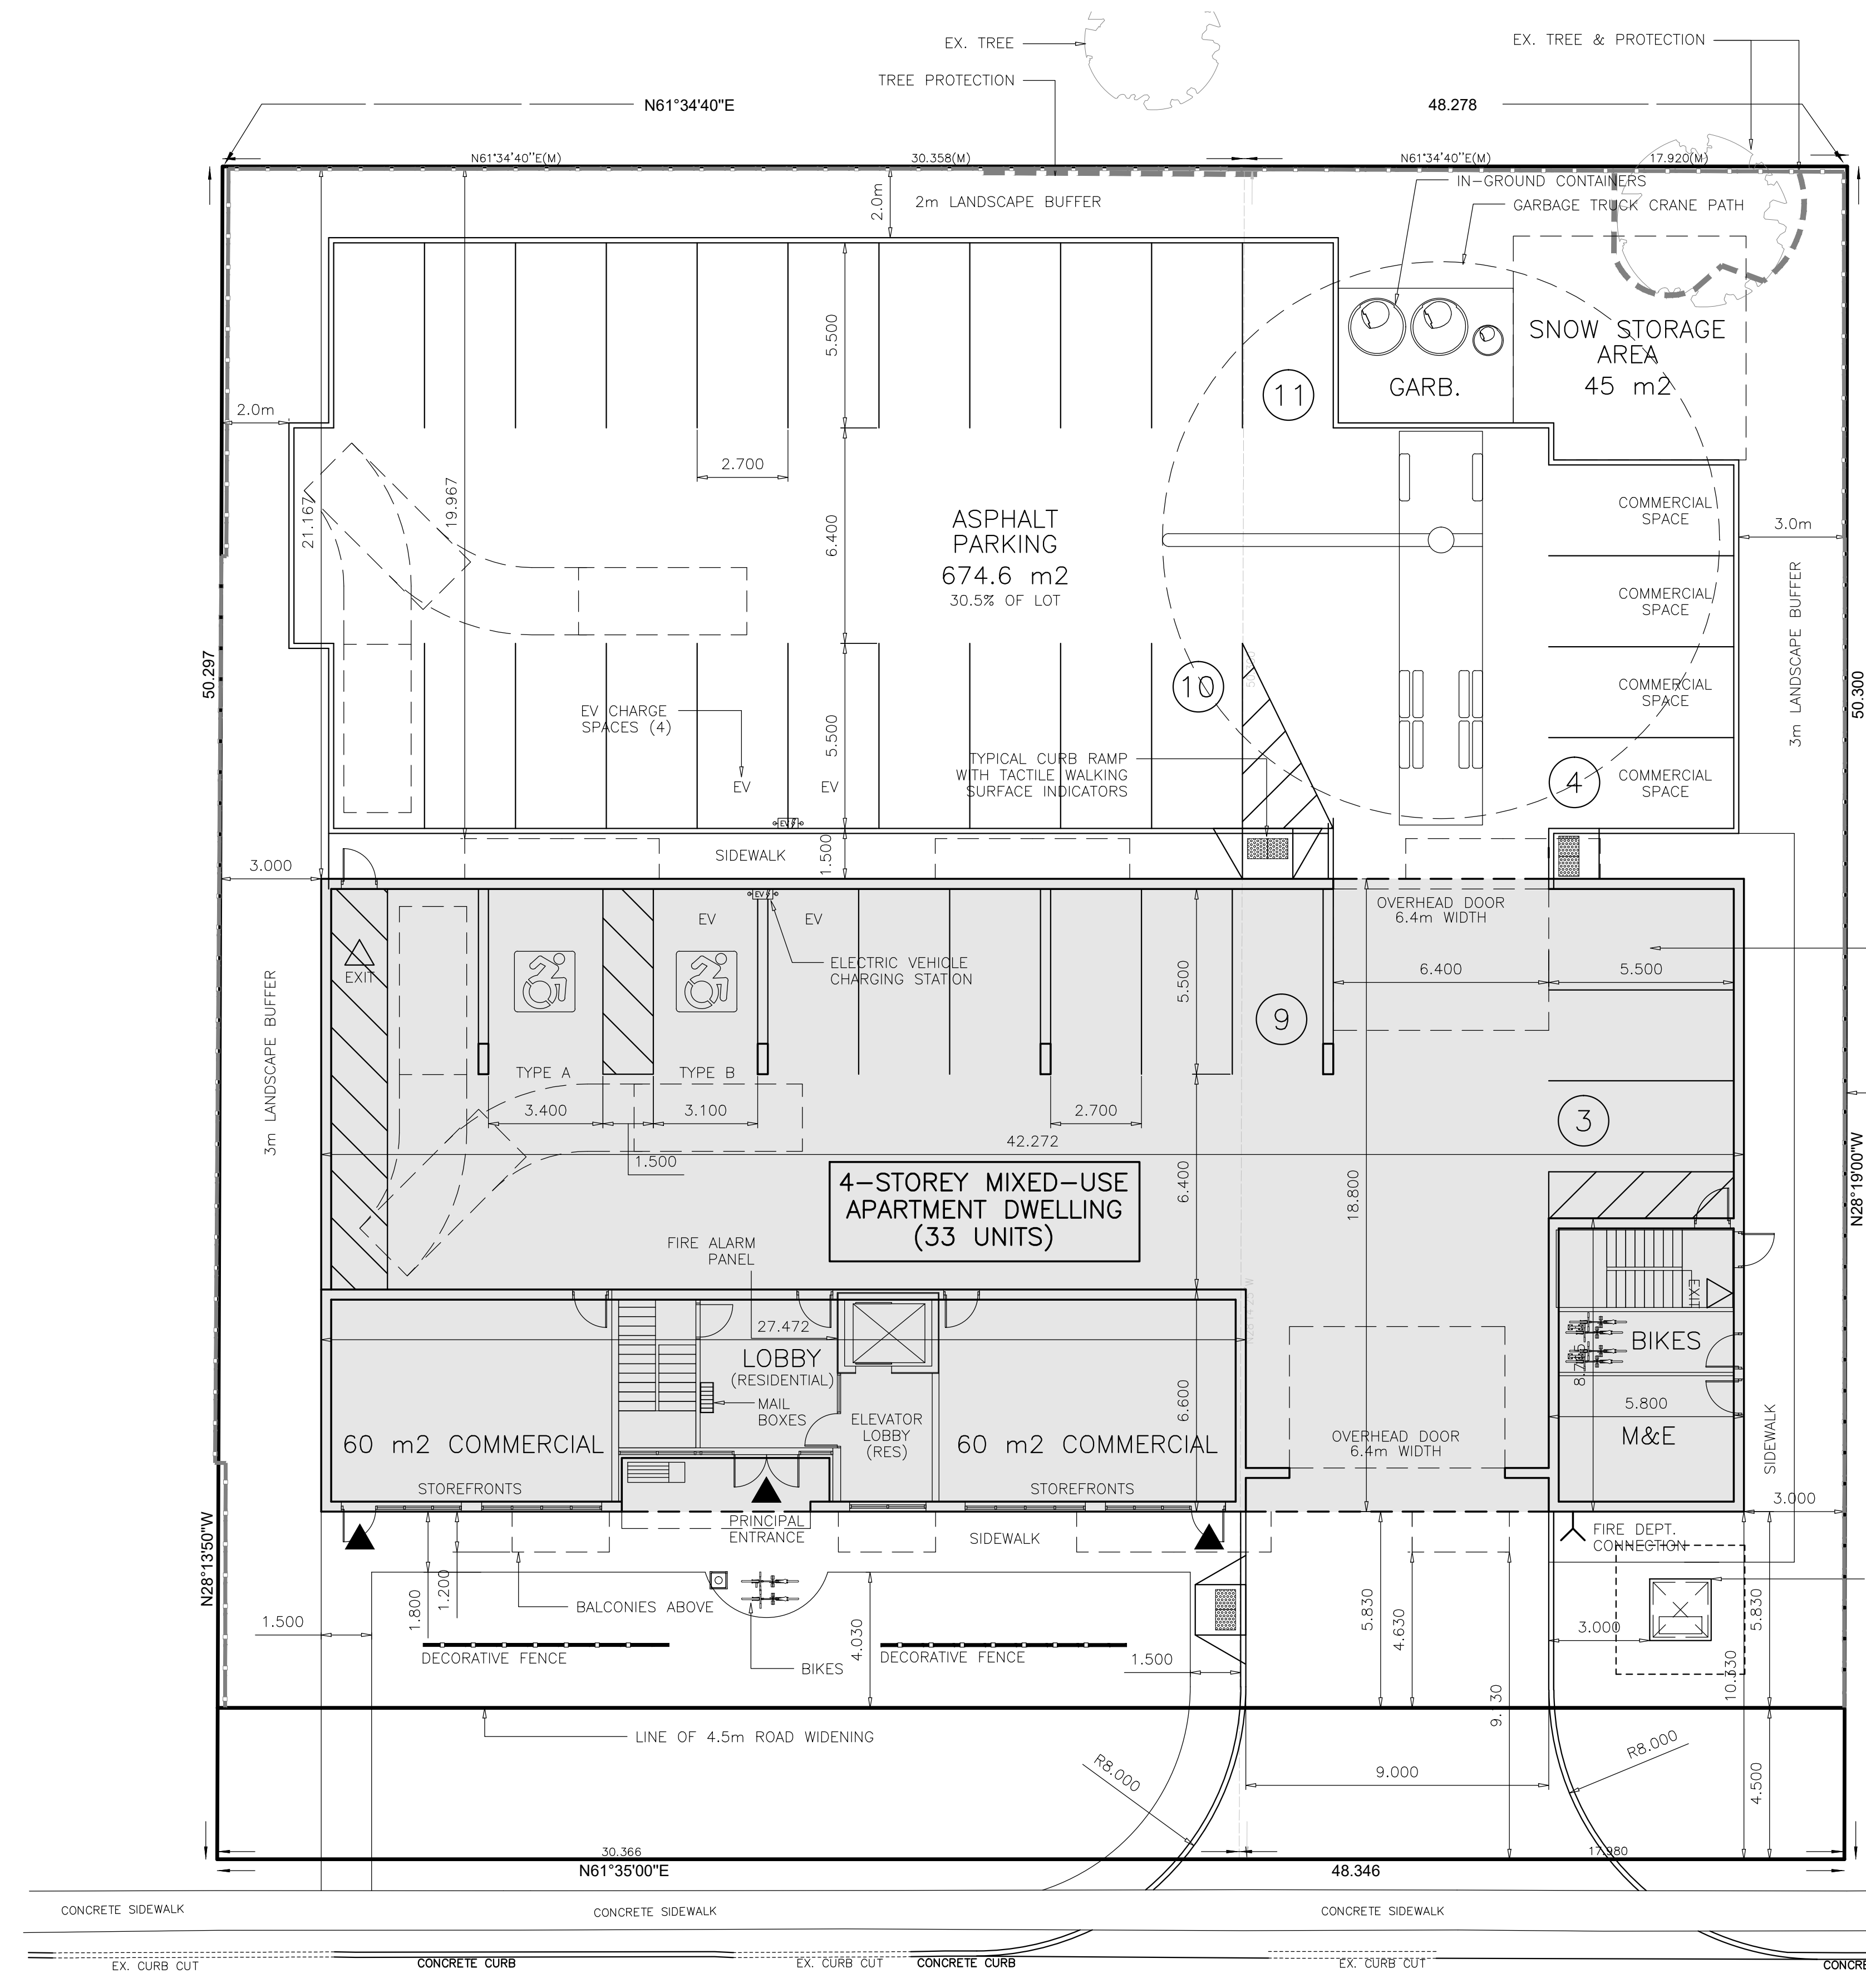 EX. TREE
EX. TREE & PROTECTION
TREE PROTECTION
N61°34'40"E
48.278
N61°34'40''E(M)
30.358(M)
N61°34'40''E(M)
17.920(M)
IN-GROUND CONTAINERS
2m LANDSCAPE BUFFER
2.0m
GARBAGE TRUCK CRANE PATH
5.500
SNOW STORAGE
AREA
45 m2
GARB.
11
2.0m
2.700
21.167
19.967
6.400
ASPHALT
PARKING
674.6 m2
30.5% OF LOT
COMMERCIAL
SPACE
3.0m
COMMERCIAL
SPACE
3m LANDSCAPE BUFFER
50.297
10
COMMERCIAL
SPACE
50.300
EV CHARGE
SPACES (4)
5.500
TYPICAL CURB RAMP
WITH TACTILE WALKING
SURFACE INDICATORS
4
COMMERCIAL
SPACE
EV
EV
EV
SIDEWALK
1.500
3.000
EV
OVERHEAD DOOR
6.4m WIDTH
EV
EV
EXIT
ELECTRIC VEHICLE
CHARGING STATION
5.500
6.400
5.500
9
3m LANDSCAPE BUFFER
TYPE A
TYPE B
3.400
3.100
2.700
3
42.272
1.500
4-STOREY MIXED-USE
APARTMENT DWELLING
(33 UNITS)
6.400
18.800
N28°19'00"W
FIRE ALARM
PANEL
EXIT
27.472
LOBBY
(RESIDENTIAL)
BIKES
MAIL
BOXES
6.600
5.800
60 m2 COMMERCIAL
ELEVATOR
LOBBY
(RES)
60 m2 COMMERCIAL
OVERHEAD DOOR
6.4m WIDTH
M&E
SIDEWALK
STOREFRONTS
STOREFRONTS
3.000
PRINCIPAL
ENTRANCE
SIDEWALK
FIRE DEPT.
CONNECTION
N28°13'50"W
1.800
1.200
BALCONIES ABOVE
1.500
4.030
5.830
4.630
3.000
5.830
DECORATIVE FENCE
BIKES
DECORATIVE FENCE
1.500
10.330
LINE OF 4.5m ROAD WIDENING
R8.000
9.000
R8.000
4.500
30.366
17.980
N61°35'00"E
48.346
CONCRETE SIDEWALK
CONCRETE SIDEWALK
CONCRETE SIDEWALK
EX. CURB CUT
CONCRETE CURB
EX. CURB CUT
CONCRETE CURB
EX. CURB CUT